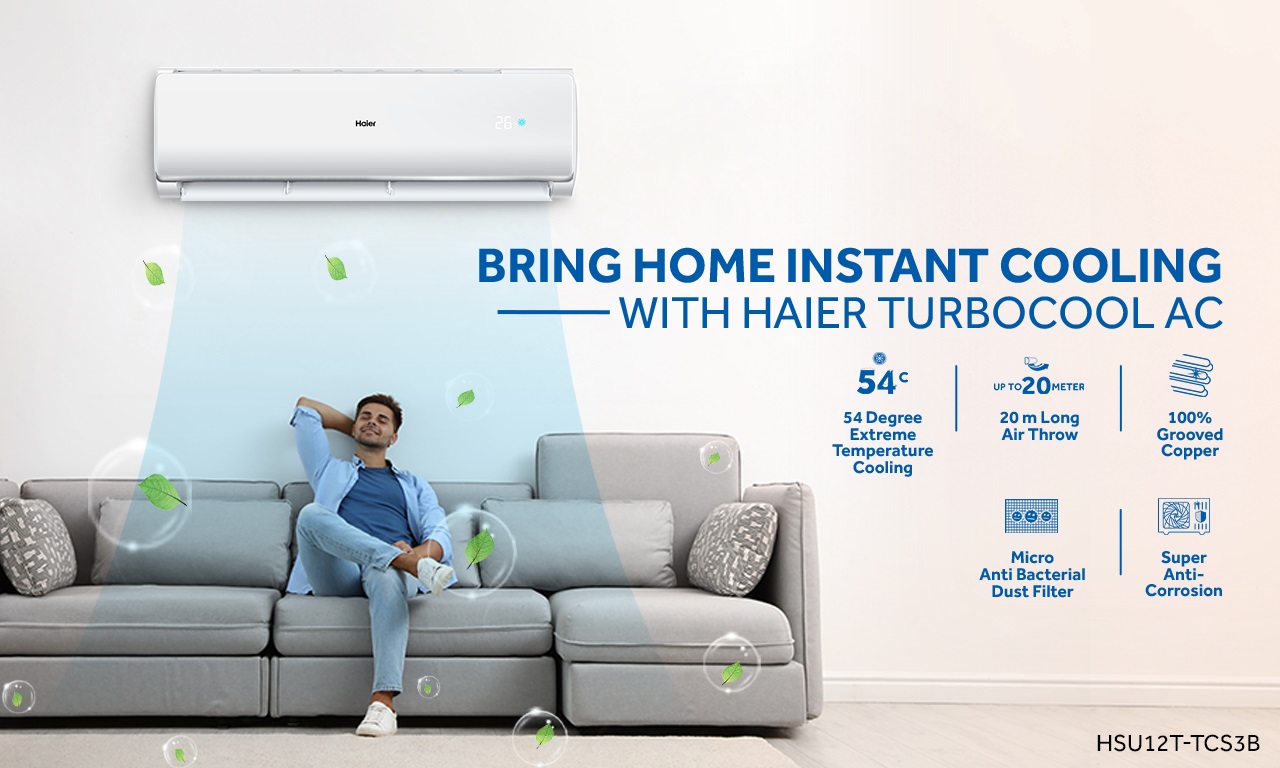 Haier
26
BRING HOME INSTANT COOLING
WITH HAIER TURBOCOOL AC
54 C
54 Degree
Extreme
Temperature
Cooling
UP TO 20 METER
20 m Long
Air Throw
100%
Grooved
Copper
Micro
Anti Bacterial
Dust Filter
Super
Anti-
Corrosion
HSU12T-TCS3B